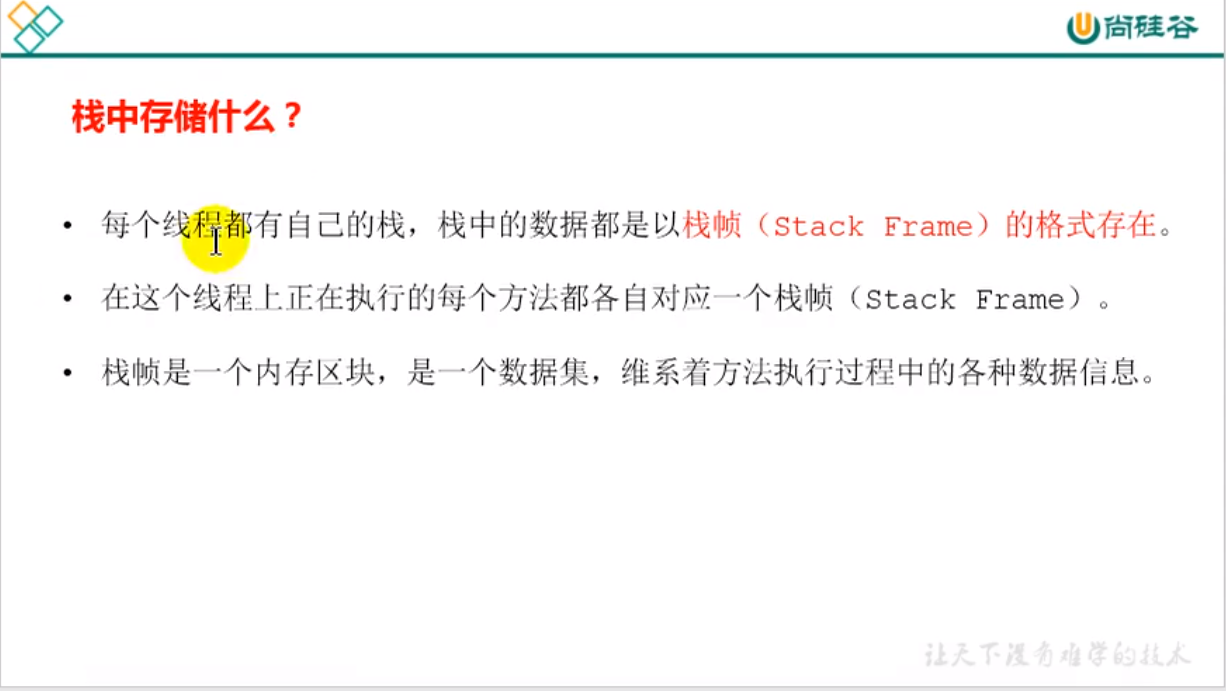 尚硅谷
栈中存储什么？
• 每个线程都有自己的栈，栈中的数据都是以栈帧（Stack Frame）的格式存在。
• 在这个线程上正在执行的每个方法都各自对应一个栈帧（Stack Frame）。
• 栈帧是一个内存区块，是一个数据集，维系着方法执行过程中的各种数据信息。
让天下没有难学的技术